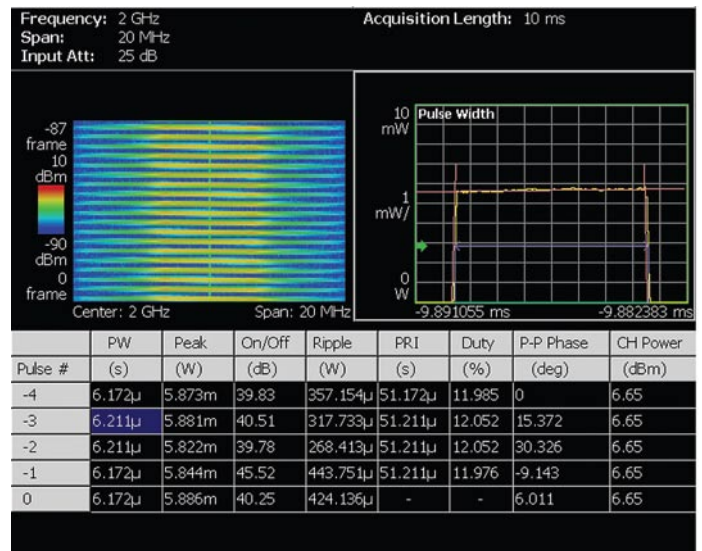 Frequency: 2 GHz Acquisition Length: 10 ms
Span: 20 MHz
Input Att: 25 dB
-87
frame
10
dBm
-90
dBm
0
frame
Center: 2 GHz Span: 20 MHz
10
mW
Pulse Width
1
mW/
0
W
-9.891055 ms -9.882383 ms
PW Peak On/Off Ripple PRI Duty P-P Phase CH Power
Pulse # (s) (W) (dB) (W) (s) (%) (deg) (dBm)
-4 6.172µ 5.873m 39.83 357.154µ 51.172µ 11.985 0 6.65
-3 6.211µ 5.881m 40.51 317.733µ 51.211µ 12.052 15.372 6.65
-2 6.211µ 5.822m 39.78 268.413µ 51.211µ 12.052 30.326 6.65
-1 6.172µ 5.844m 45.52 443.751µ 51.211µ 11.976 -9.143 6.65
0 6.172µ 5.886m 40.25 424.136µ - - 6.011 6.65